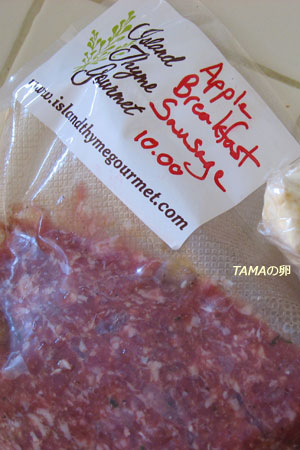 Island
Thyme
Gourmet
www.islandthymegourmet.com
Apple
Breakfast
Sausage
10.00
TAMAの卵